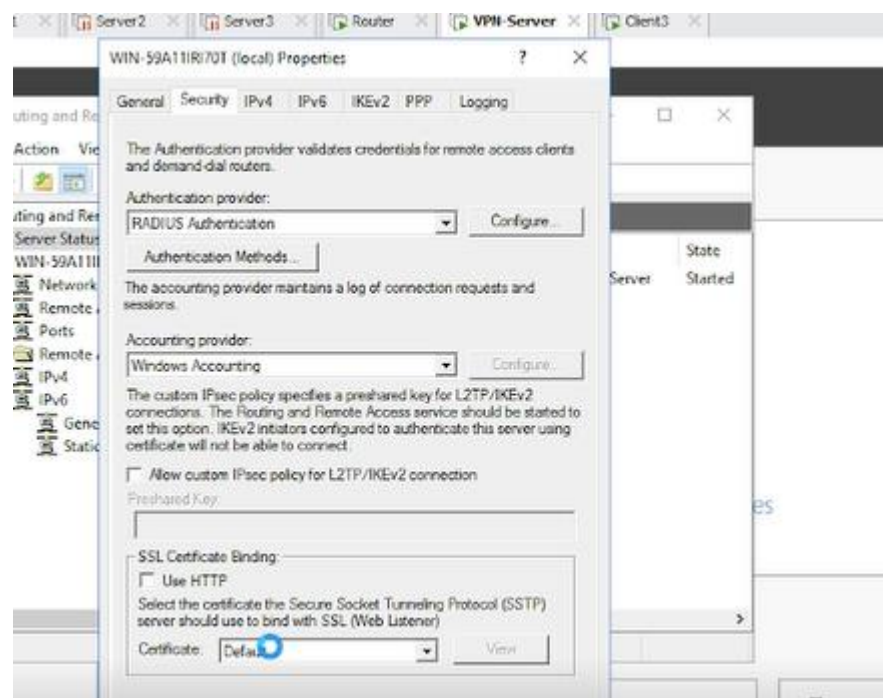 Server2
Server3
Router
VPN-Server
Client3
WIN-59A11IRI70T (local) Properties
?
General Security IPv4 IPv6 IKEv2 PPP Logging
uting and Re
Action Vie
The Authentication provider validates credentials for remote access clients
and demand-dial routers.
Authentication provider:
RADIUS Authentication
Configure...
Authentication Methods...
uting and Rer
Server Status
WIN-59A11II
Network
Remote
Ports
Remote
IPv4
IPv6
Gene
Static
State
Server Started
The accounting provider maintains a log of connection requests and
sessions.
Accounting provider:
Windows Accounting
Configure...
The custom IPsec policy specifies a preshared key for L2TP/IKEv2
connections. The Routing and Remote Access service should be started to
set this option. IKEv2 initiators configured to authenticate this server using
certificate will not be able to connect.
Allow custom IPsec policy for L2TP/IKEv2 connection
Preshared Key:
es
SSL Certificate Binding:
Use HTTP
Select the certificate the Secure Socket Tunneling Protocol (SSTP)
server should use to bind with SSL (Web Listener)
Certificate: Default
View